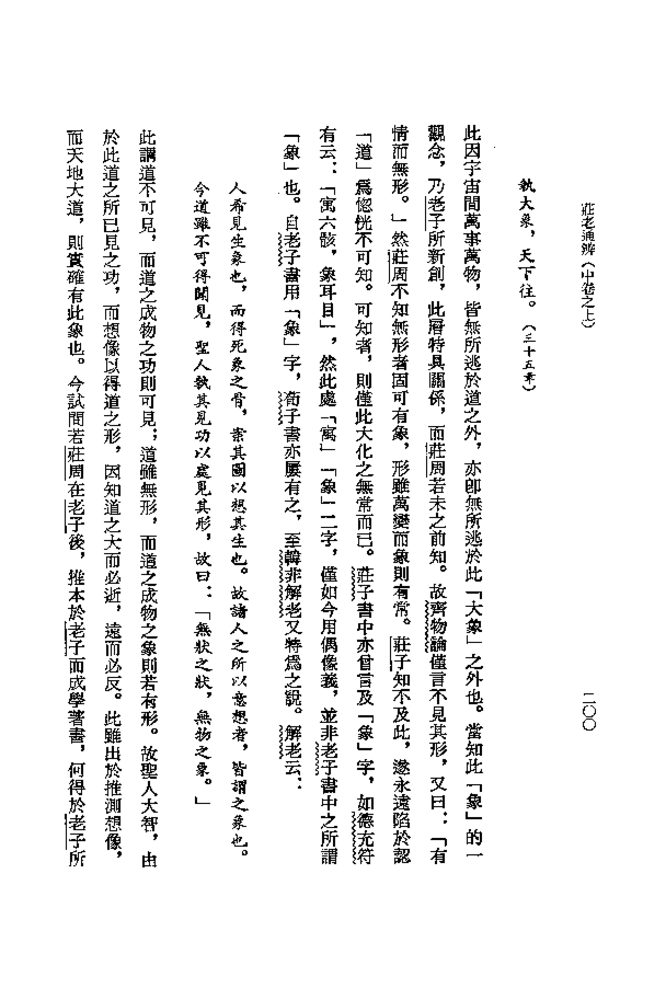 莊老通辨（中卷之上）
二〇〇
執大象，天下往。（三十五章）
此因宇宙間萬事萬物，皆無所逃於道之外，亦卽無所逃於此「大象」之外也。當知此「象」的一
觀念，乃老子所新創，此層特具關係，而莊周若未之前知。故齊物論僅言不見其形，又曰：「有
情而無形。」然莊周不知無形者固可有象，形雖萬變而象則有常。莊子知不及此，遂永遠陷於認
「道」爲惚恍不可知。可知者，則僅此大化之無常而已。莊子書中亦曾言及「象」字，如德充符
有云：「寓六骸，象耳目」，然此處「寓」「象」二字，僅如今用偶像義，並非老子書中之所謂
「象」也。自老子書用「象」字，荀子書亦屢有之，至韓非解老又特爲之說。解老云：
人希見生象也，而得死象之骨，案其圖以想其生也。故諸人之所以意想者，皆謂之象也。
今道雖不可得聞見，聖人執其見功以處見其形，故曰：「無狀之狀，無物之象。」
此謂道不可見，而道之成物之功則可見；道雖無形，而道之成物之象則若有形。故聖人大智，由
於此道之所已見之功，而想像以得道之形，因知道之大而必逝，遠而必反。此雖出於推測想像，
而天地大道，則實確有此象也。今試問若莊周在老子後，推本於老子而成學著書，何得於老子所